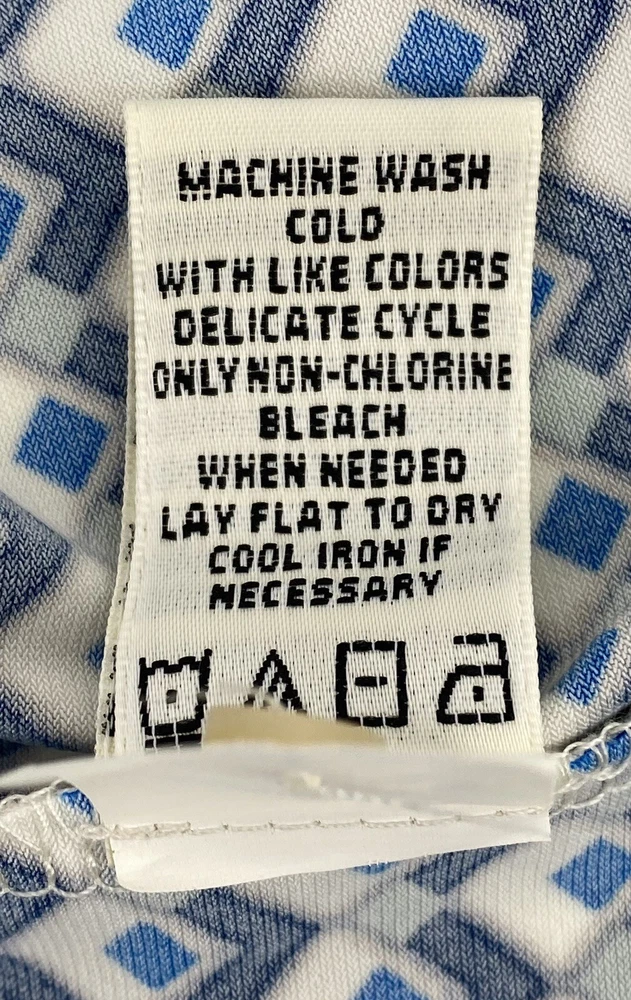 MACHINE WASH
COLD
WITH LIKE COLORS
DELICATE CYCLE
ONLY NON-CHLORINE
BLEACH
WHEN NEEDED
LAY FLAT TO DRY
COOL IRON IF
NECESSARY